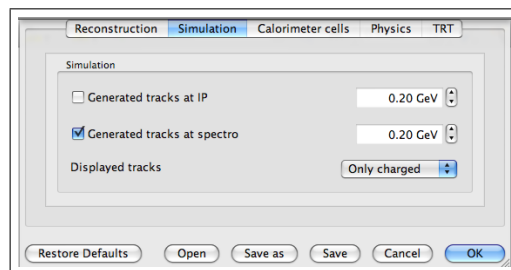 Reconstruction Simulation Calorimeter cells Physics TRT
Simulation
Generated tracks at IP 0.20 GeV
Generated tracks at spectro 0.20 GeV
Displayed tracks Only charged
Restore Defaults Open Save as Save Cancel OK